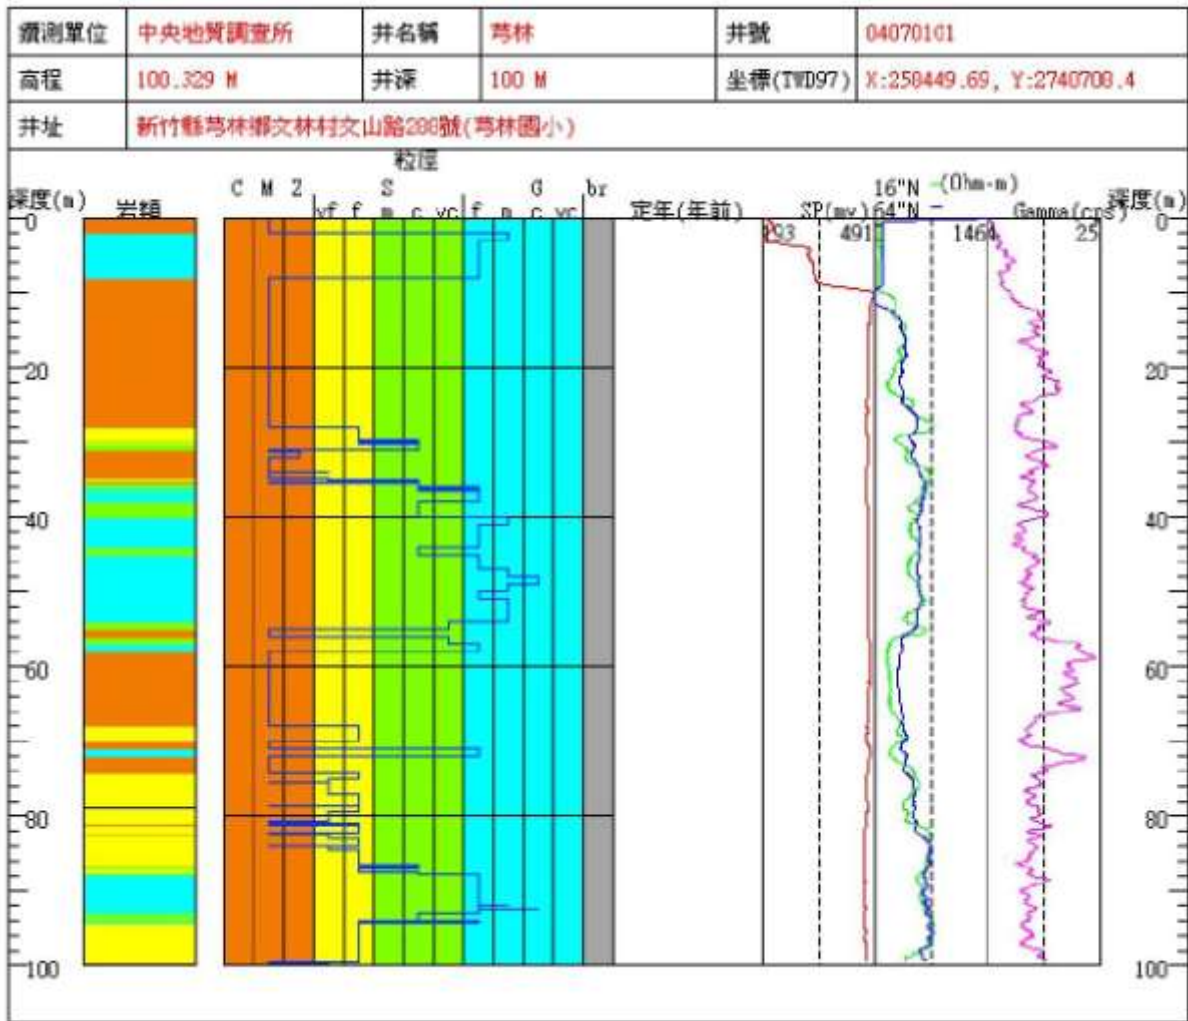 鑽測單位 中央地質調查所 井名稱 芎林 井號 04070101
高程 100.329 M 井深 100 M 坐標(TWD97) X:258449.69, Y:2740708.4
井址 新竹縣芎林鄉文林村文山路288號(芎林國小)
粒徑
C M Z S G br 16"N (Ohm-m)
深度(m) 岩類 vf f m c vc f m c vc 定年(年前) SP(mv) 64"N Gamma(cps) 深度(m)
0 491 1464 25 0
20 20
40 40
60 60
80 80
100 100